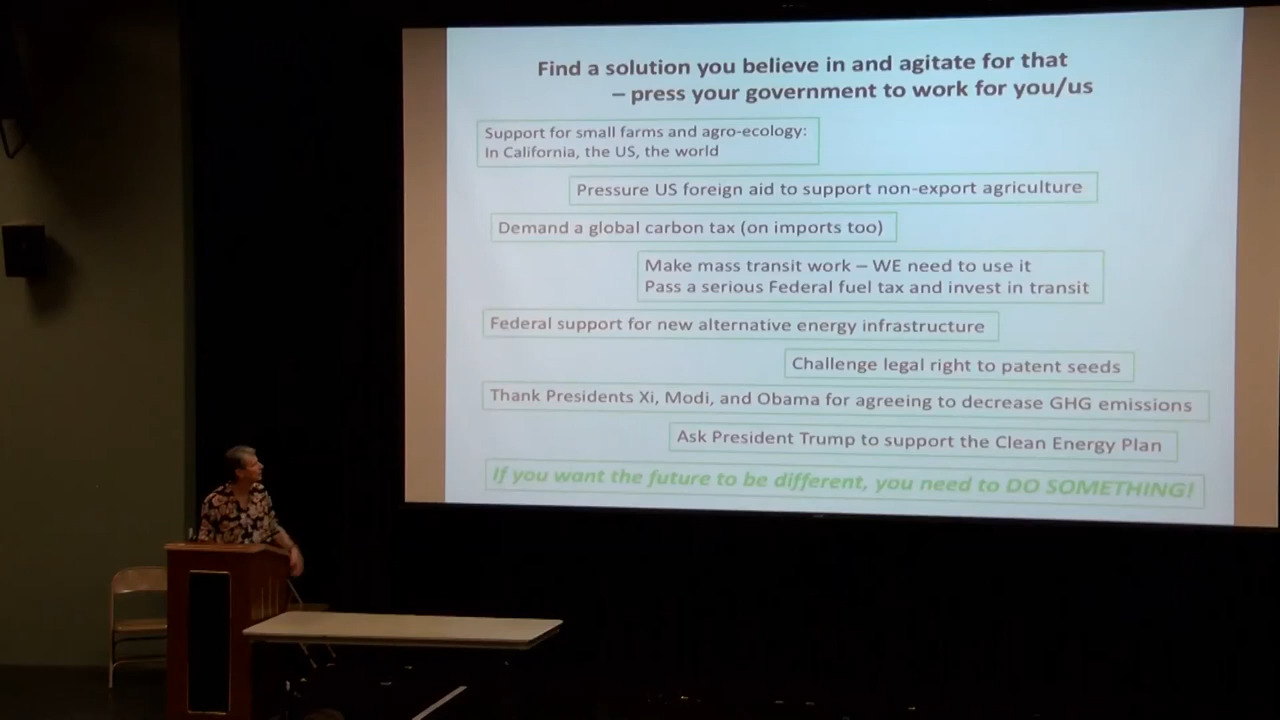 Find a solution you believe in and agitate for that
– press your government to work for you/us
Support for small farms and agro-ecology:
In California, the US, the world
Pressure US foreign aid to support non-export agriculture
Demand a global carbon tax (on imports too)
Make mass transit work – WE need to use it
Pass a serious Federal fuel tax and invest in transit
Federal support for new alternative energy infrastructure
Challenge legal right to patent seeds
Thank Presidents Xi, Modi, and Obama for agreeing to decrease GHG emissions
Ask President Trump to support the Clean Energy Plan
If you want the future to be different, you need to DO SOMETHING!